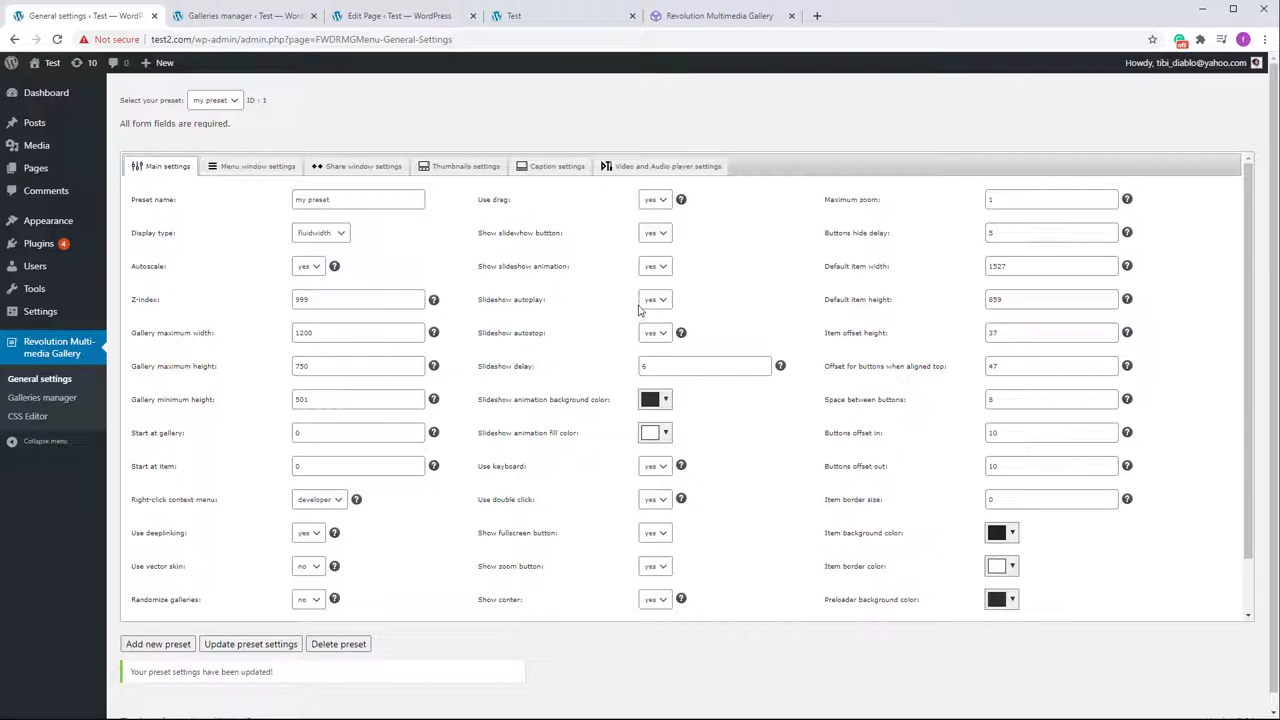 General settings ‹ Test — WordP
Galleries manager ‹ Test — Word
Edit Page ‹ Test — WordPress
Test
Revolution Multimedia Gallery
Not secure
test2.com/wp-admin/admin.php?page=FWDRMGMenu-General-Settings
off
f
Test
10
0
New
Howdy, tibi_diablo@yahoo.com
Dashboard
Posts
Media
Pages
Comments
Appearance
Plugins 4
Users
Tools
Settings
Revolution Multi-
media Gallery
General settings
Galleries manager
CSS Editor
Collapse menu
Select your preset: my preset ID : 1
All form fields are required.
Main settings
Menu window settings
Share window settings
Thumbnails settings
Caption settings
Video and Audio player settings
Preset name: my preset
Display type: fluidwidth
Autoscale: yes ?
Z-index: 999 ?
Gallery maximum width: 1200 ?
Gallery maximum height: 750 ?
Gallery minimum height: 501 ?
Start at gallery: 0 ?
Start at item: 0 ?
Right-click context menu: developer ?
Use deeplinking: yes ?
Use vector skin: no ?
Randomize galleries: no ?
Use drag: yes ?
Show slidewhow buttton: yes
Show slideshow animation: yes
Slideshow autoplay: yes
Slideshow autostop: yes ?
Slideshow delay: 6 ?
Slideshow animation background color:
Slideshow animation fill color:
Use keyboard: yes ?
Use double click: yes ?
Show fullscreen button: yes
Show zoom button: yes
Show center: yes ?
Maximum zoom: 1 ?
Buttons hide delay: 5 ?
Default item width: 1527 ?
Default item height: 859 ?
Item offset height: 37 ?
Offset for buttons when aligned top: 47 ?
Space between buttons: 8 ?
Buttons offset in: 10 ?
Buttons offset out: 10 ?
Item border size: 0 ?
Item background color:
Item border color:
Preloader background color:
Add new preset
Update preset settings
Delete preset
Your preset settings have been updated!